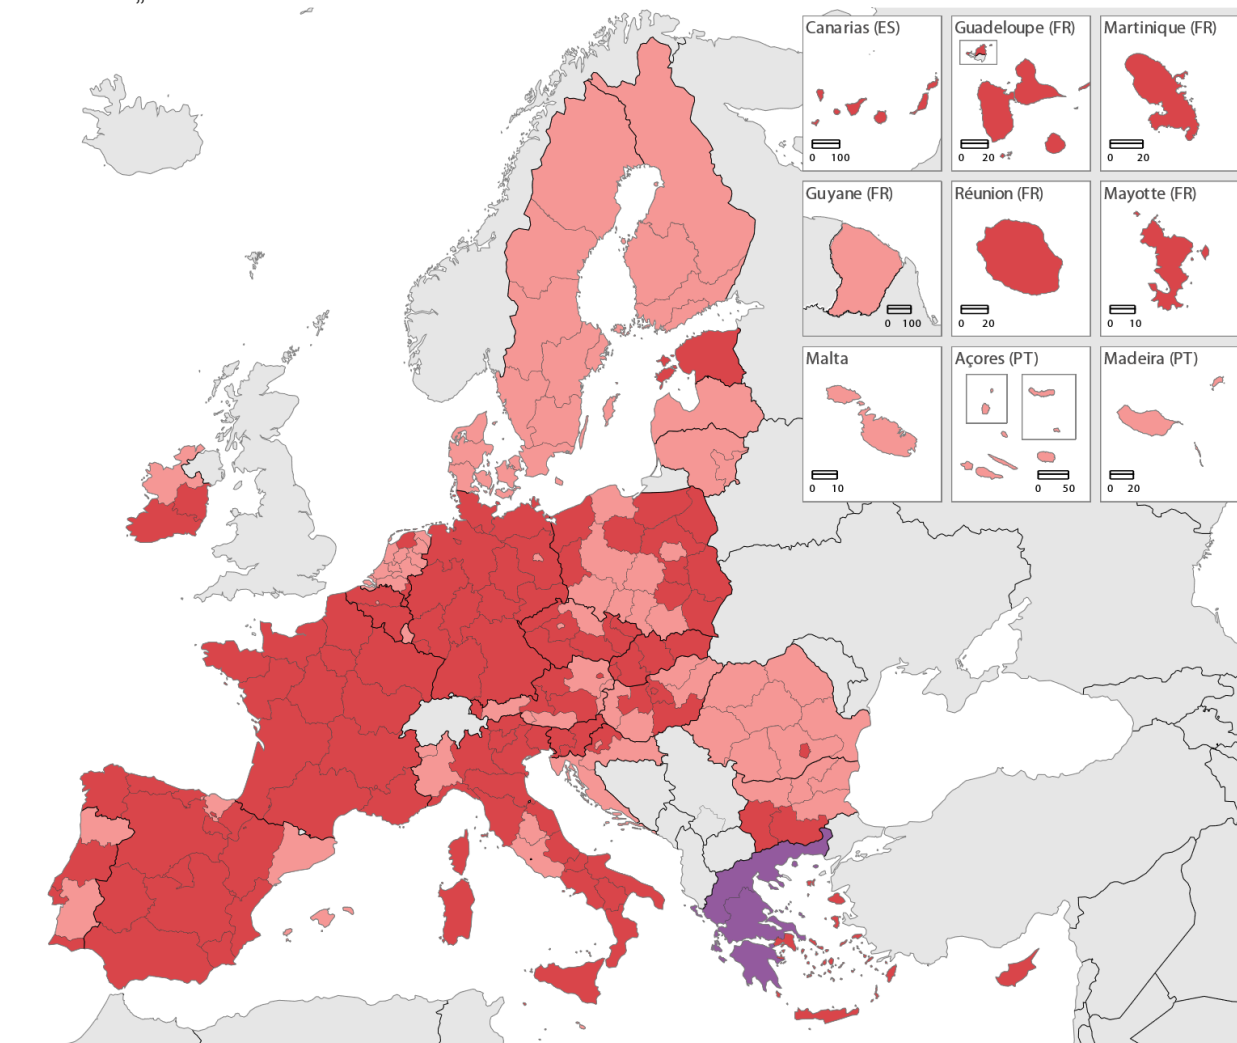 „
Canarias (ES)
0 100
Guadeloupe (FR)
0 20
Martinique (FR)
0 20
Guyane (FR)
0 100
Réunion (FR)
0 20
Mayotte (FR)
0 10
Malta
0 10
Açores (PT)
0 50
Madeira (PT)
0 20